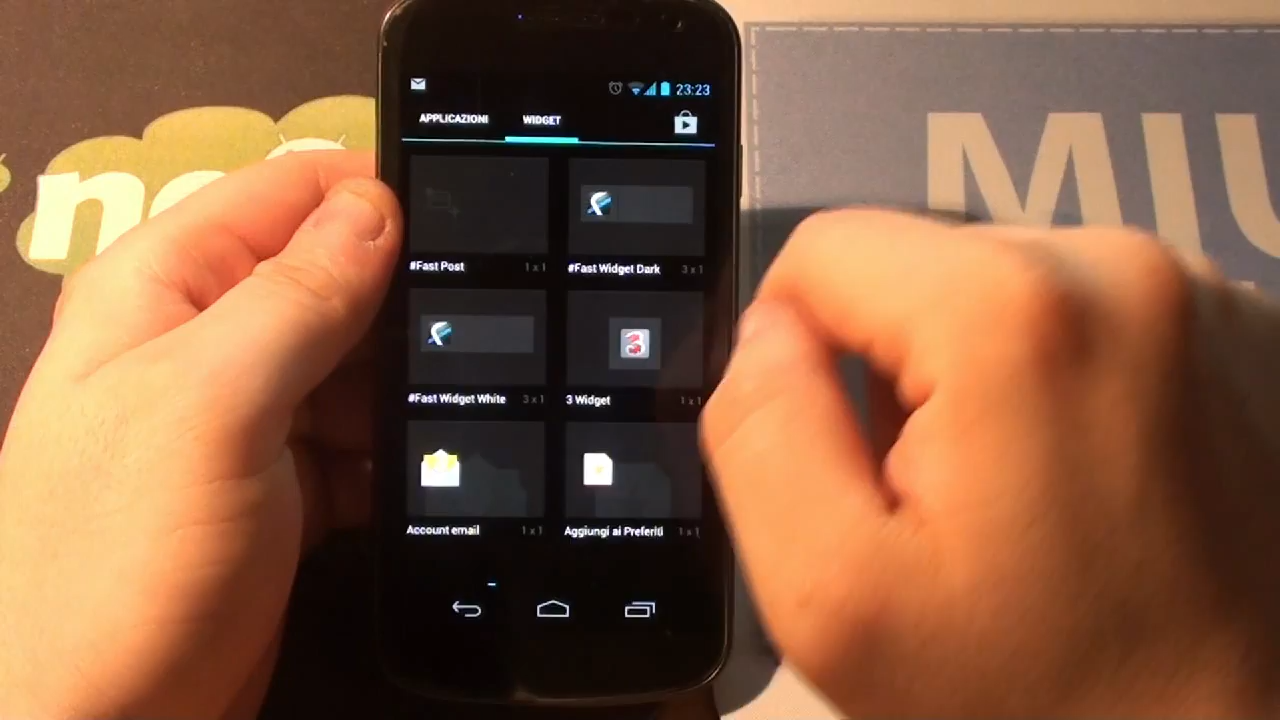 23:23
APPLICAZIONI WIDGET
#Fast Post 1 x 1
#Fast Widget Dark 3 x 1
#Fast Widget White 3 x 1
3
3 Widget 1 x 1
Account email 1 x 1
Aggiungi ai Preferiti 1 x 1
MIU